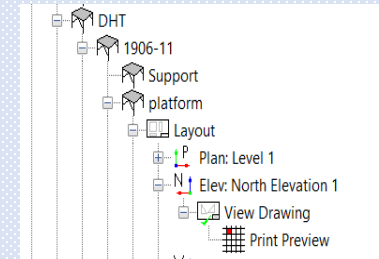 DHT
1906-11
Support
platform
Layout
P Plan: Level 1
N Elev: North Elevation 1
View Drawing
Print Preview